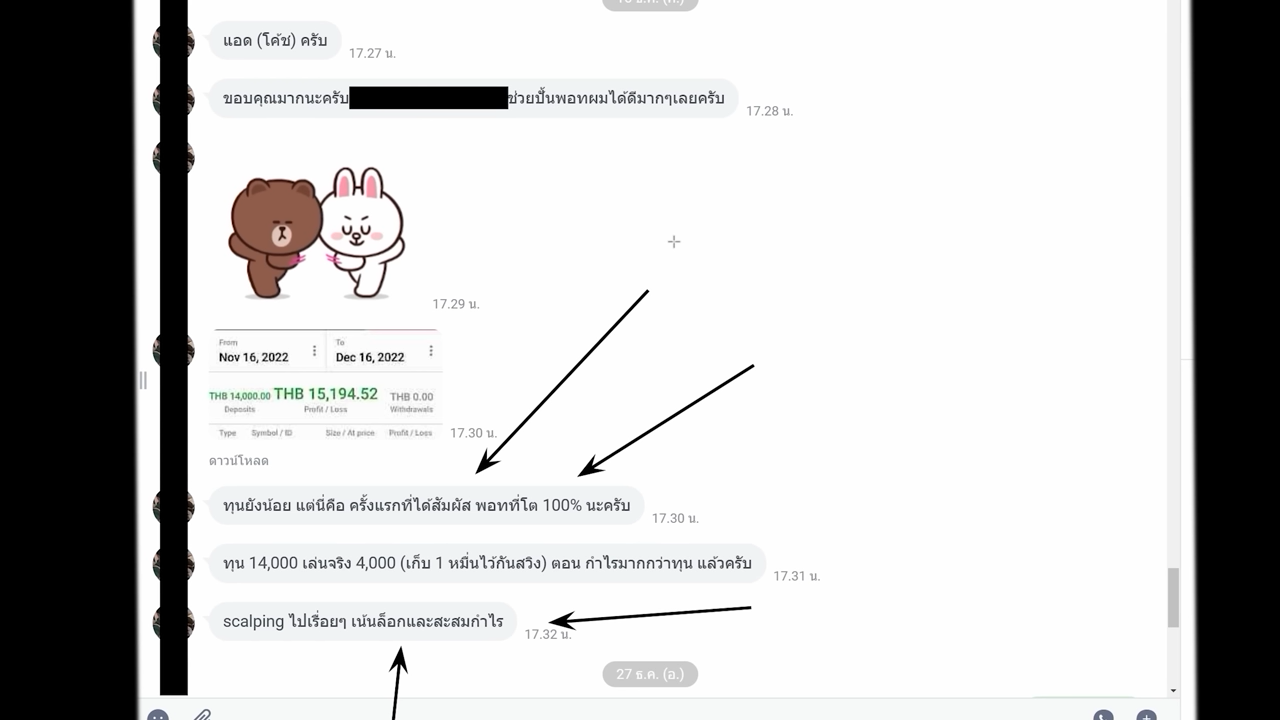 แอด (โค้ช) ครับ
17.27 น.
ขอบคุณมากนะครับ ช่วยปั้นพอทผมได้ดีมากๆเลยครับ
17.28 น.
17.29 น.
From
To
Nov 16, 2022
Dec 16, 2022
THB 14,000.00 THB 15,194.52 THB 0.00
Deposits Profit / Loss Withdrawals
Type Symbol / ID Size / At price Profit / Loss
17.30 น.
ดาวน์โหลด
ทุนยังน้อย แต่นี่คือ ครั้งแรกที่ได้สัมผัส พอทที่โต 100% นะครับ
17.30 น.
ทุน 14,000 เล่นจริง 4,000 (เก็บ 1 หมื่นไว้กันสวิง) ตอน กำไรมากกว่าทุน แล้วครับ
17.31 น.
scalping ไปเรื่อยๆ เน้นล็อกและสะสมกำไร
17.32 น.
27 ธ.ค. (อ.)